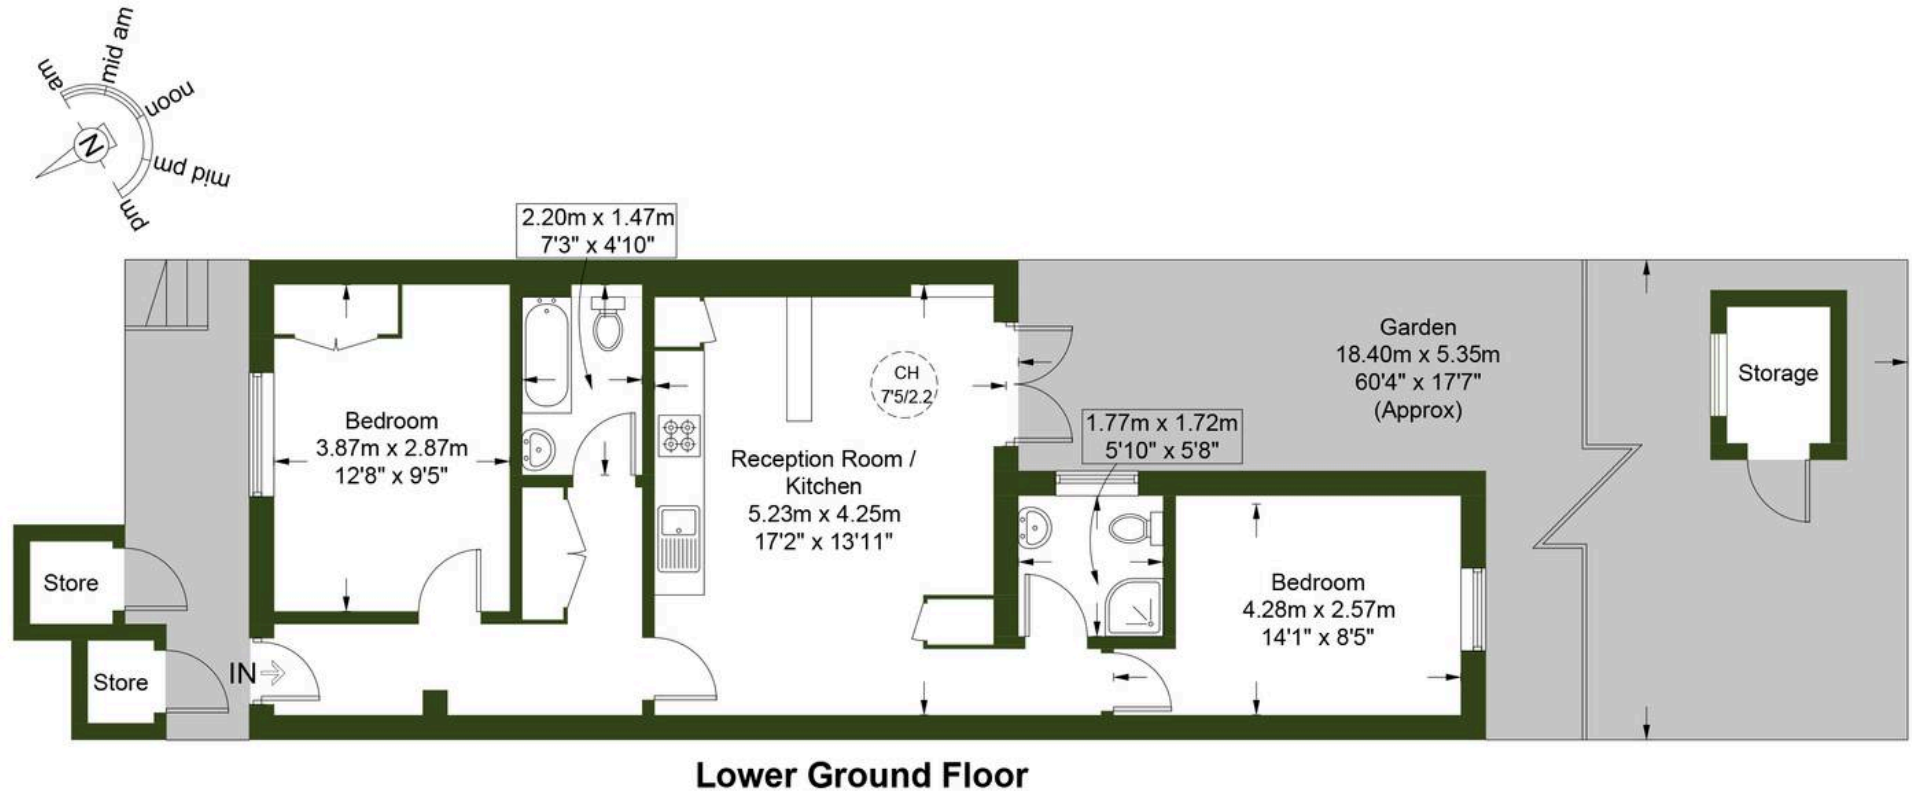 am
mid am
noon
mid pm
pm
N
2.20m x 1.47m
7'3" x 4'10"
Bedroom
3.87m x 2.87m
12'8" x 9'5"
CH
7'5/2.2
Reception Room /
Kitchen
5.23m x 4.25m
17'2" x 13'11"
Garden
18.40m x 5.35m
60'4" x 17'7"
(Approx)
Storage
1.77m x 1.72m
5'10" x 5'8"
Bedroom
4.28m x 2.57m
14'1" x 8'5"
Store
Store
IN
Lower Ground Floor